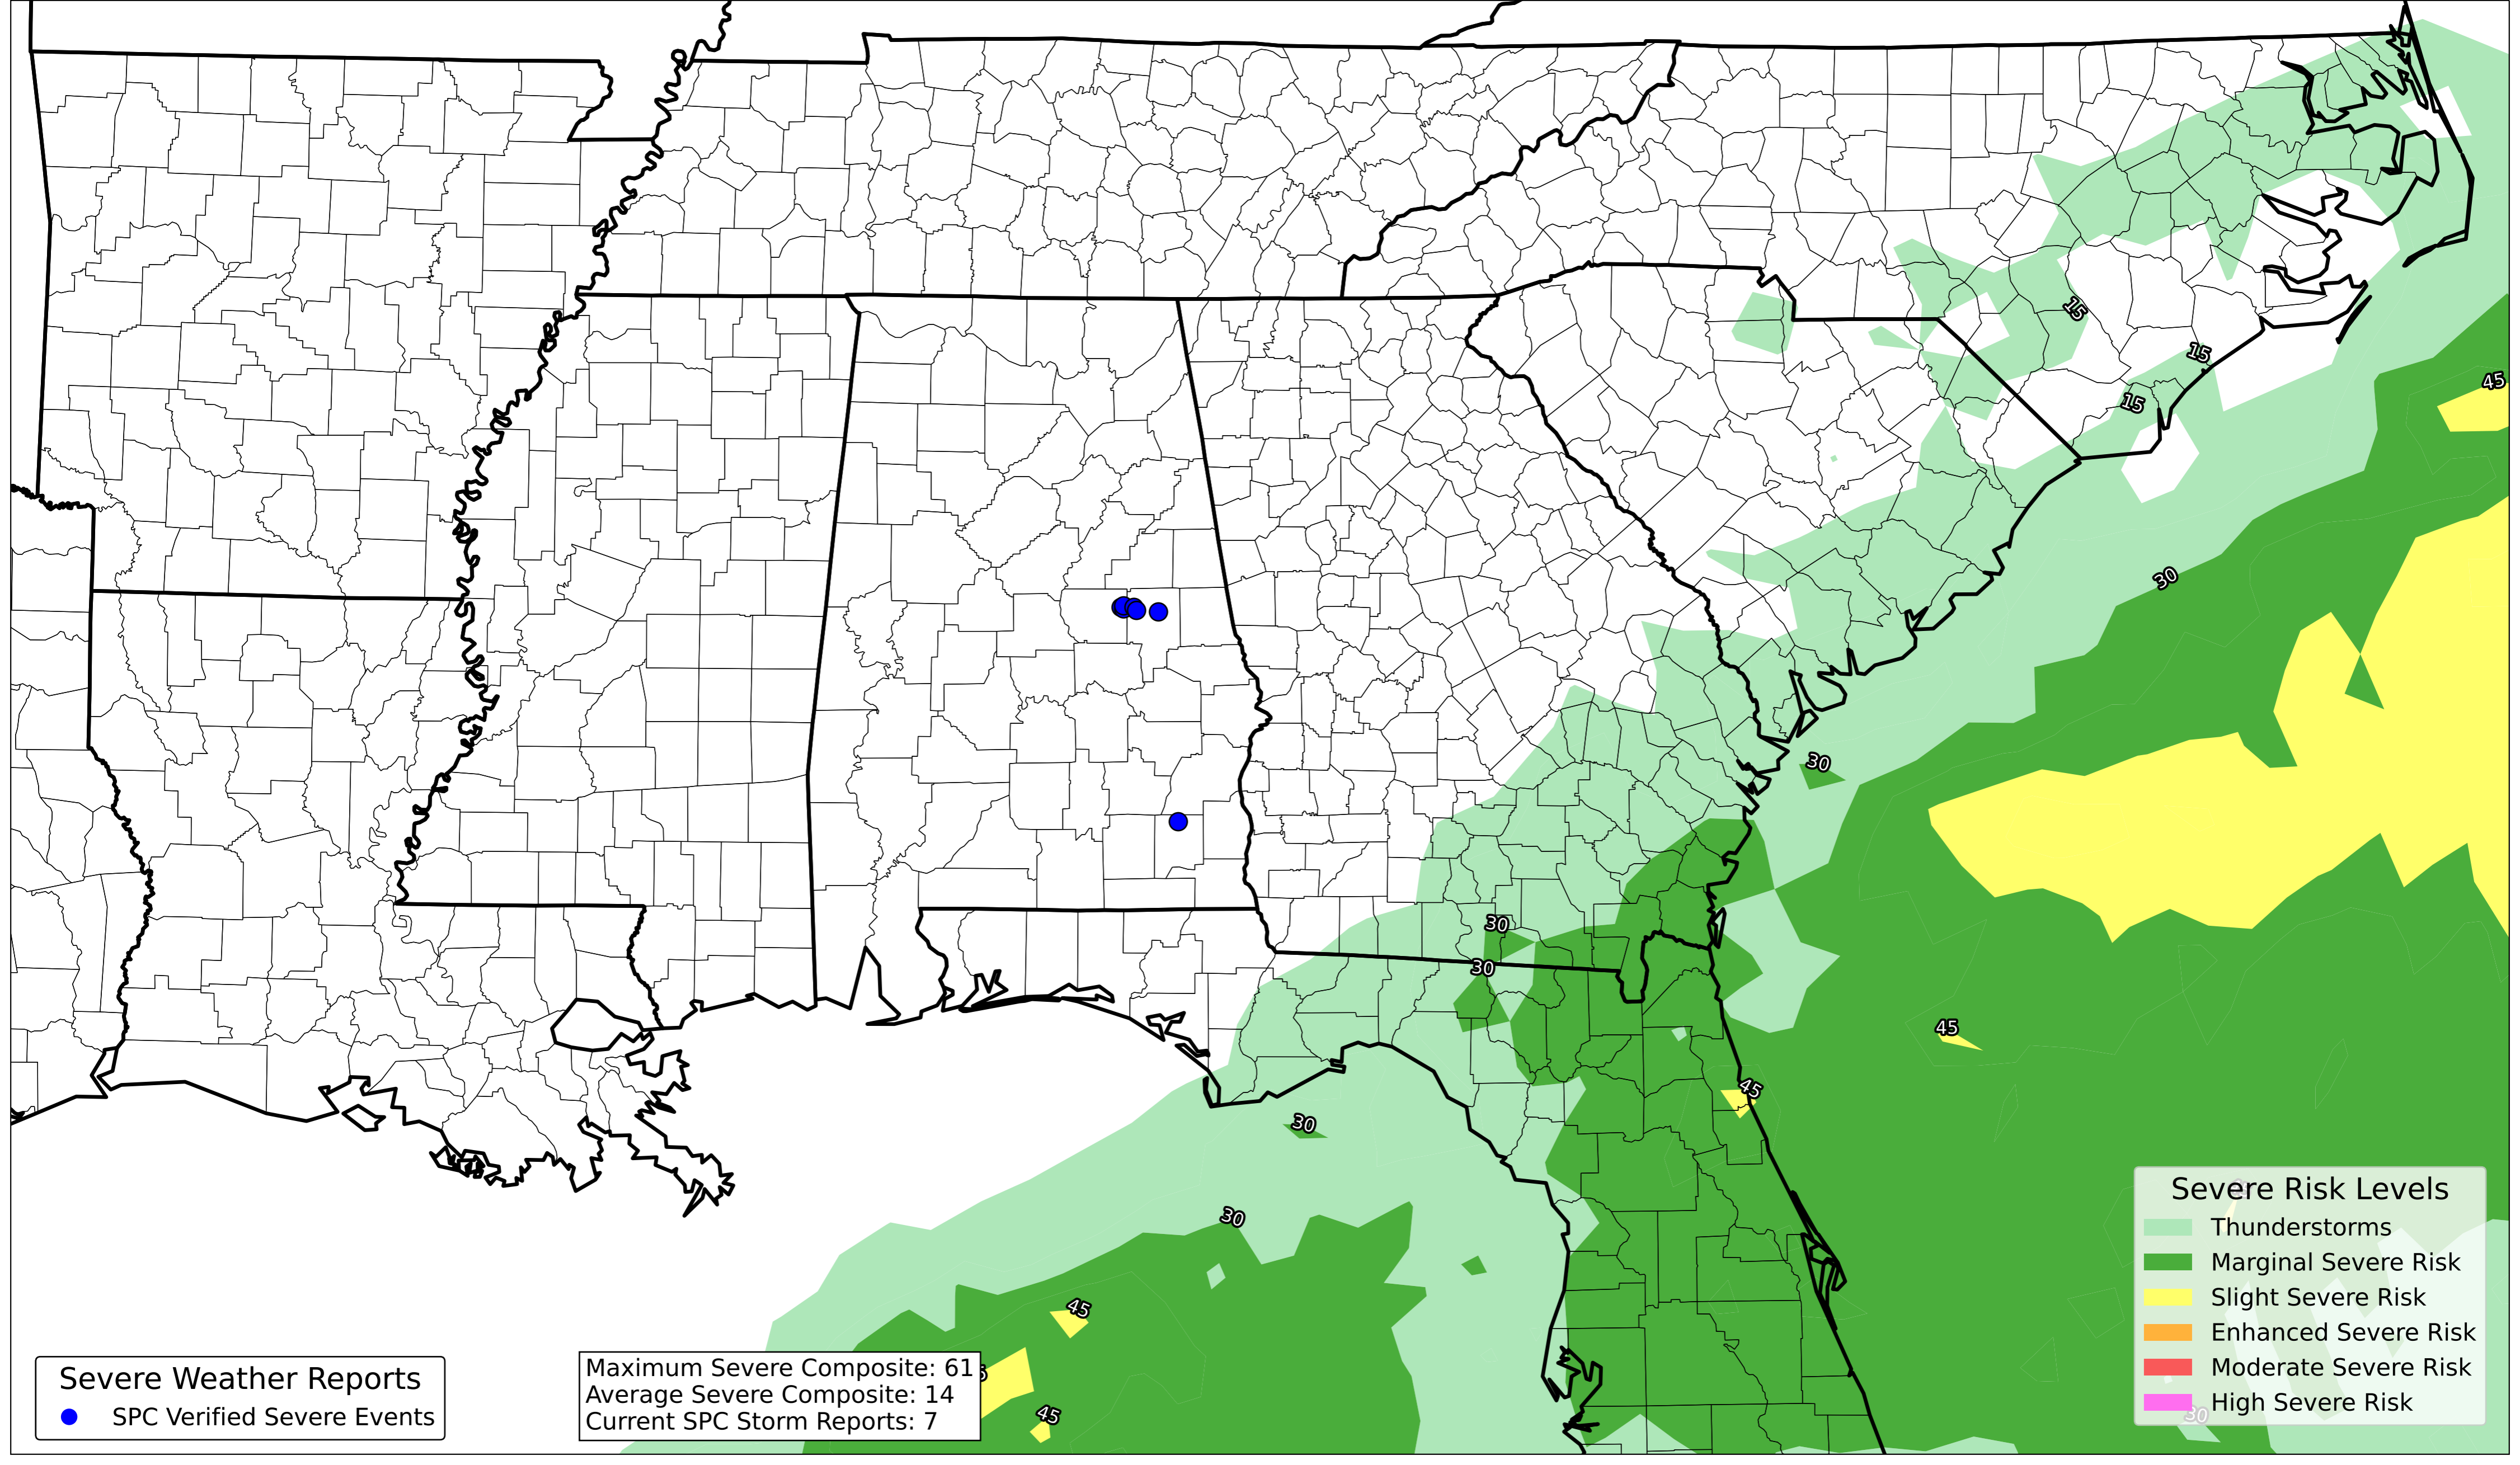 15
15
15
45
30
30
30
30
45
45
30
30
45
45
Severe Weather Reports
SPC Verified Severe Events
Maximum Severe Composite: 61
Average Severe Composite: 14
Current SPC Storm Reports: 7
Severe Risk Levels
Thunderstorms
Marginal Severe Risk
Slight Severe Risk
Enhanced Severe Risk
Moderate Severe Risk
High Severe Risk
30